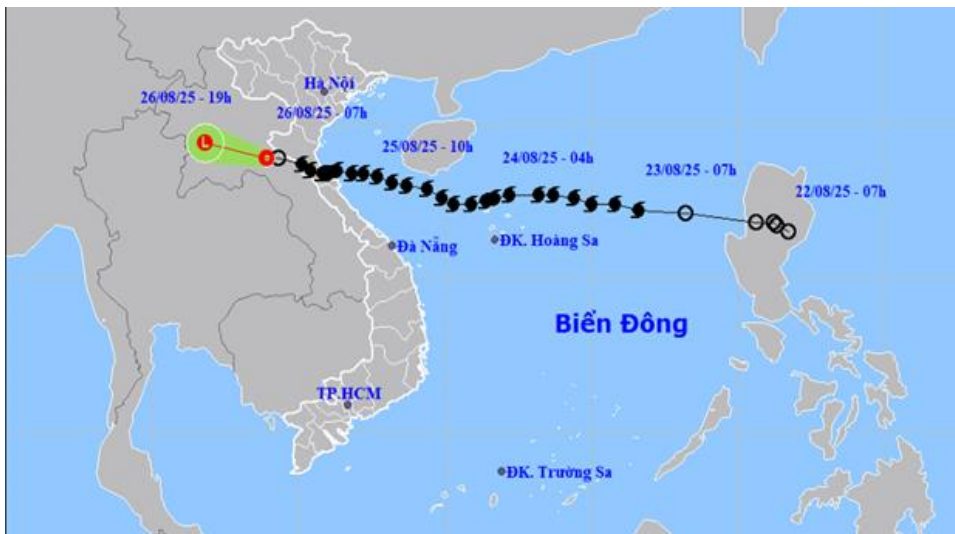 Hà Nội
26/08/25 - 19h
26/08/25 - 07h
25/08/25 - 10h
24/08/25 - 04h
23/08/25 - 07h
22/08/25 - 07h
Đà Nẵng
ĐK. Hoàng Sa
Biển Đông
TP.HCM
ĐK. Trường Sa
L